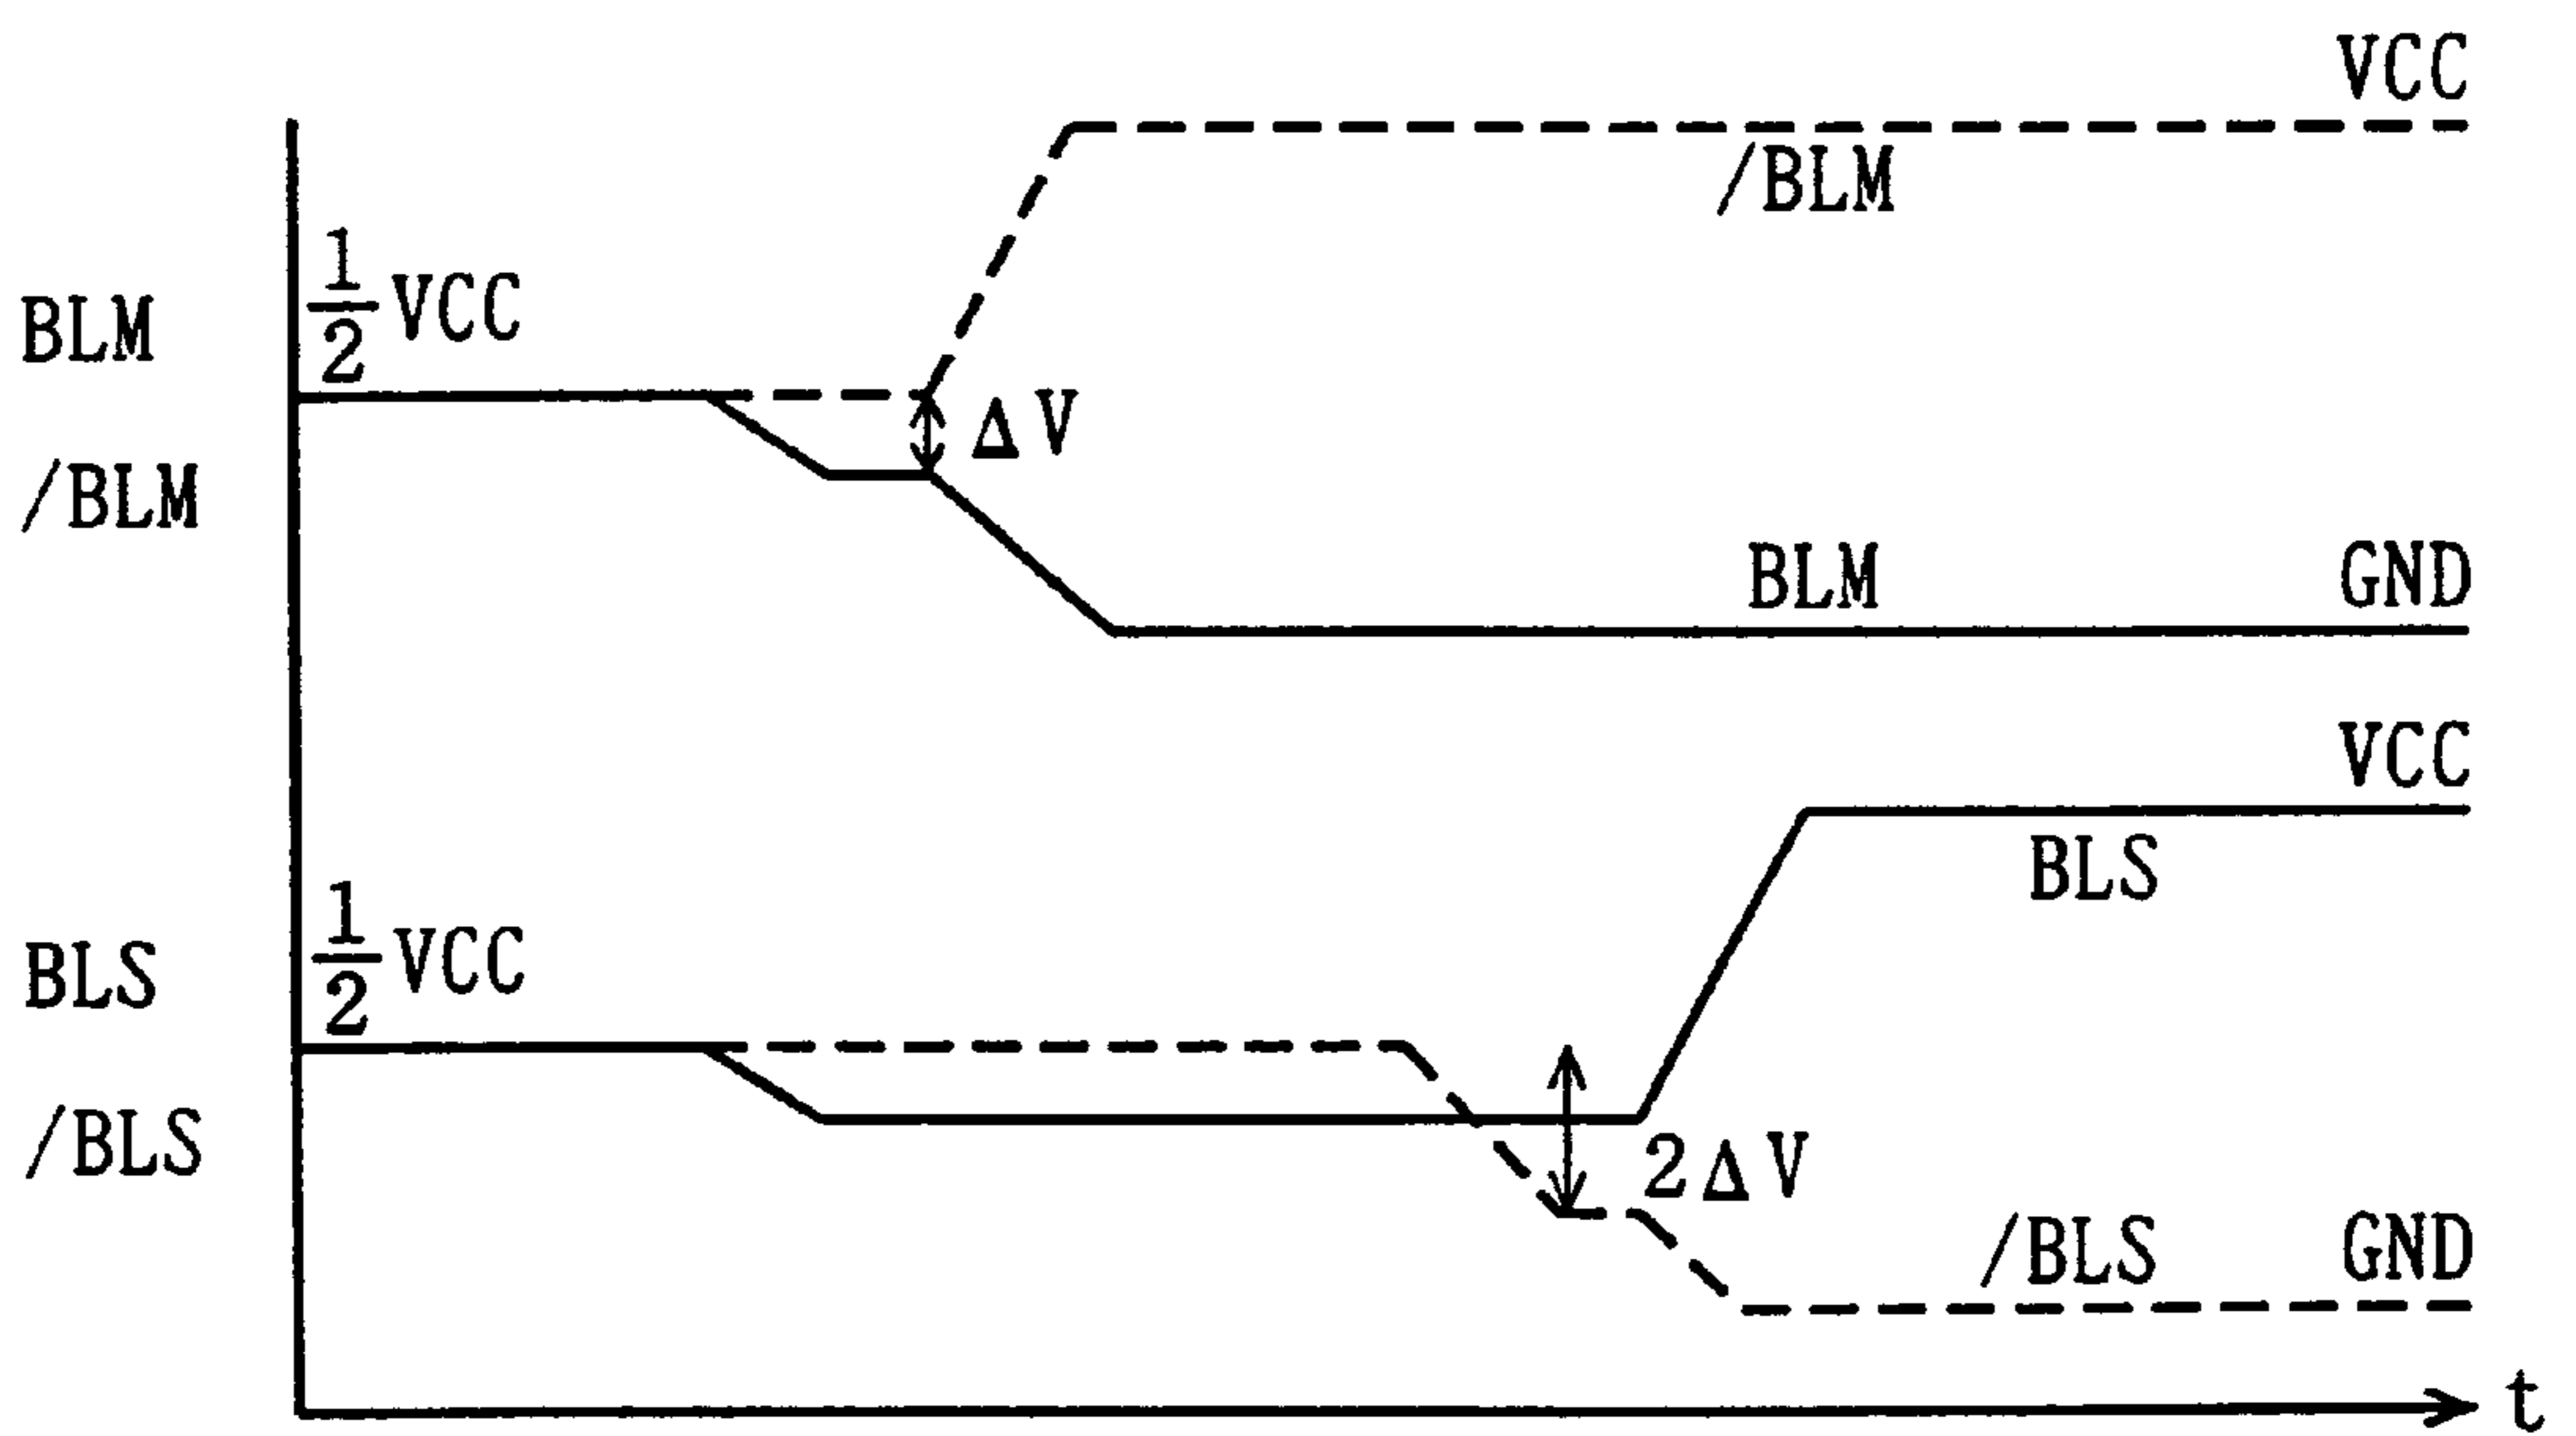 VCC
/BLM
1/2 VCC
BLM
ΔV
/BLM
BLM
GND
VCC
BLS
1/2 VCC
BLS
2ΔV
/BLS
/BLS
GND
t